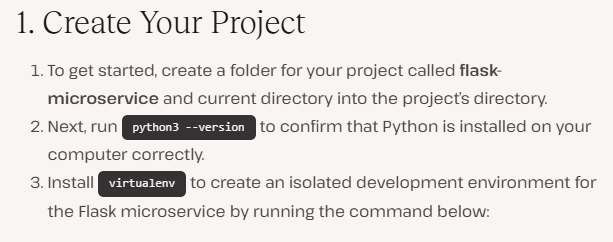 1. Create Your Project
1. To get started, create a folder for your project called flask-
microservice and current directory into the project's directory.
2. Next, run python3 --version to confirm that Python is installed on your
computer correctly.
3. Install virtualenv to create an isolated development environment for
the Flask microservice by running the command below: